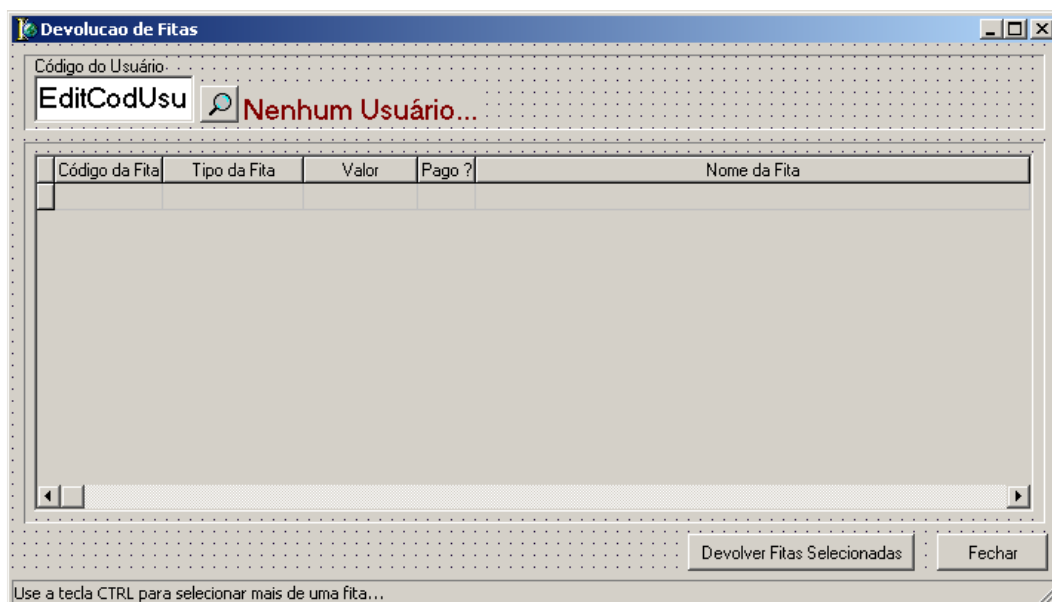 Devolucao de Fitas
Código do Usuário
EditCodUsu
Nenhum Usuário...
Código da Fita Tipo da Fita Valor Pago ? Nome da Fita
Devolver Fitas Selecionadas Fechar
Use a tecla CTRL para selecionar mais de uma fita...